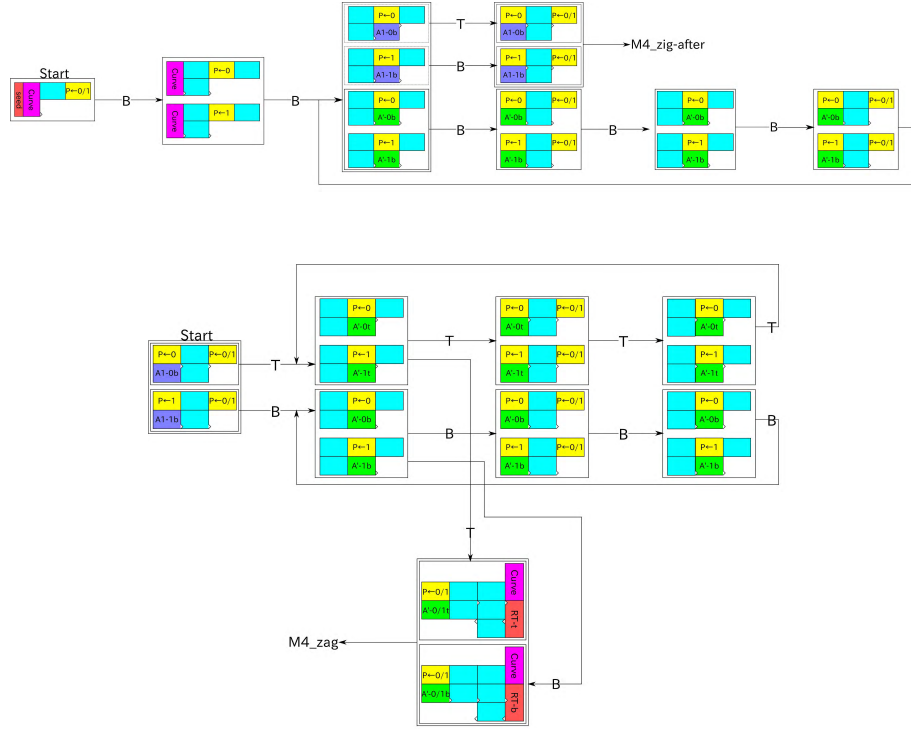 Start
seed
Curve
P←0/1
B
Curve
P←0
Curve
P←1
B
P←0
A1-0b
P←1
A1-1b
P←0
A'-0b
P←1
A'-1b
T
B
B
P←0 P←0/1
A1-0b
P←1 P←0/1
A1-1b
P←0 P←0/1
A'-0b
P←1 P←0/1
A'-1b
M4_zig-after
B
P←0
A'-0b
P←1
A'-1b
B
P←0 P←0/1
A'-0b
P←1 P←0/1
A'-1b
Start
P←0 P←0/1
A1-0b
P←1 P←0/1
A1-1b
T
B
P←0
A'-0t
P←1
A'-1t
P←0
A'-0b
P←1
A'-1b
T
B
P←0 P←0/1
A'-0t
P←1 P←0/1
A'-1t
P←0 P←0/1
A'-0b
P←1 P←0/1
A'-1b
T
B
P←0
A'-0t
P←1
A'-1t
P←0
A'-0b
P←1
A'-1b
T
B
T
Curve
P←0/1
A'-0/1t
RT-t
M4_zag
Curve
P←0/1
A'-0/1b
RT-b
B